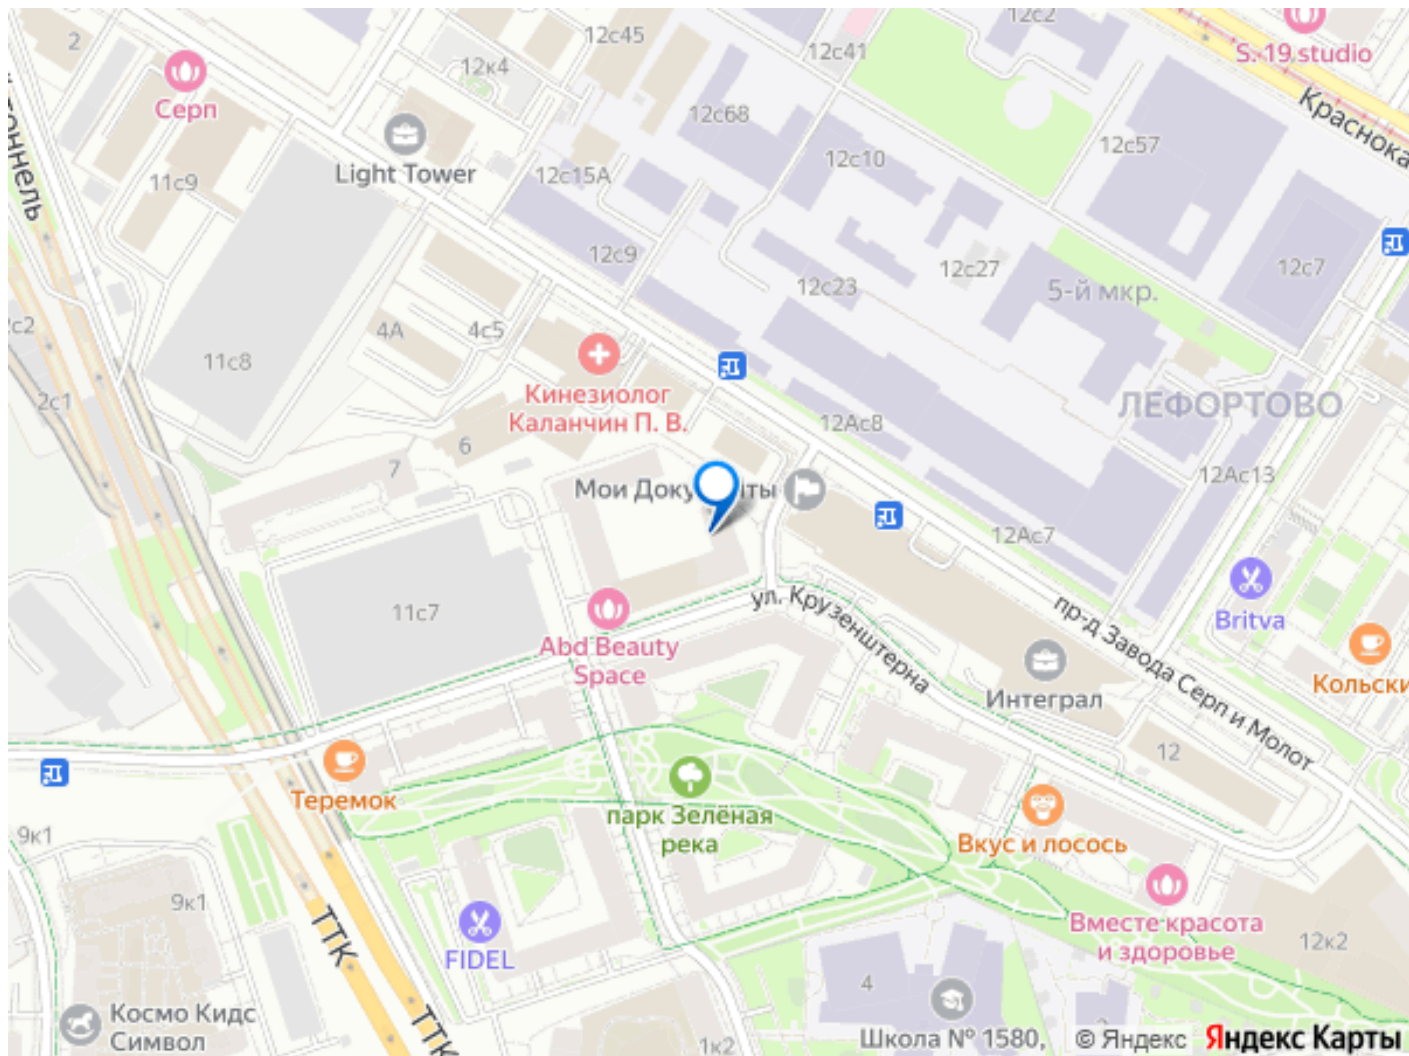 12с2
S.-19 studio
12с45
12с41
2
12к4
Серп
тоннель
Краснока
12с68
12с57
Light Tower
12с10
12с15А
11с9
12с9
12с27
12с7
12с23
5-й мкр.
2с2
4А
4с5
11с8
2с1
Кинезиолог
Каланчин П. В.
ЛЕФОРТОВО
12Ас8
6
7
12Ас13
Мои Доку
нты
12Ас7
11с7
ул. Крузенштерна
пр-д Завода Серп и Молот
Britva
Abd Beauty
Space
Интеграл
Кольски
12
Теремок
парк Зелёная
река
Вкус и лосось
9к1
9к1
ТТК
FIDEL
Вместе красота
и здоровье
12к2
4
Космо Кидс
Символ
ТТК
1к2
Школа № 1580,
© Яндекс
Яндекс Карты